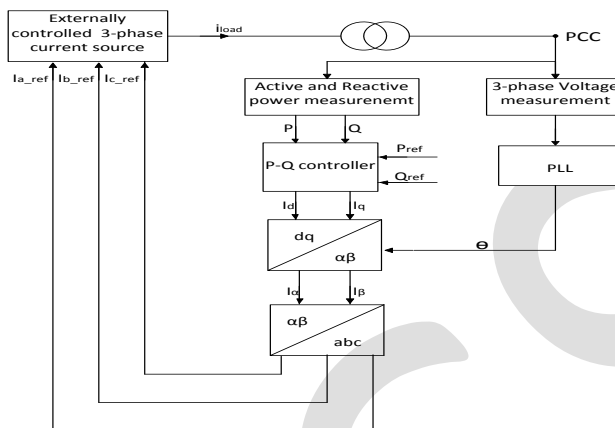 Externally
controlled 3-phase
current source
iload
PCC
Ia_ref Ib_ref Ic_ref
Active and Reactive
power measurenemt
3-phase Voltage
measurement
P
Q
P-Q controller
Pref
Qref
PLL
Id
Iq
dq
αβ
Θ
Iα
Iβ
αβ
abc